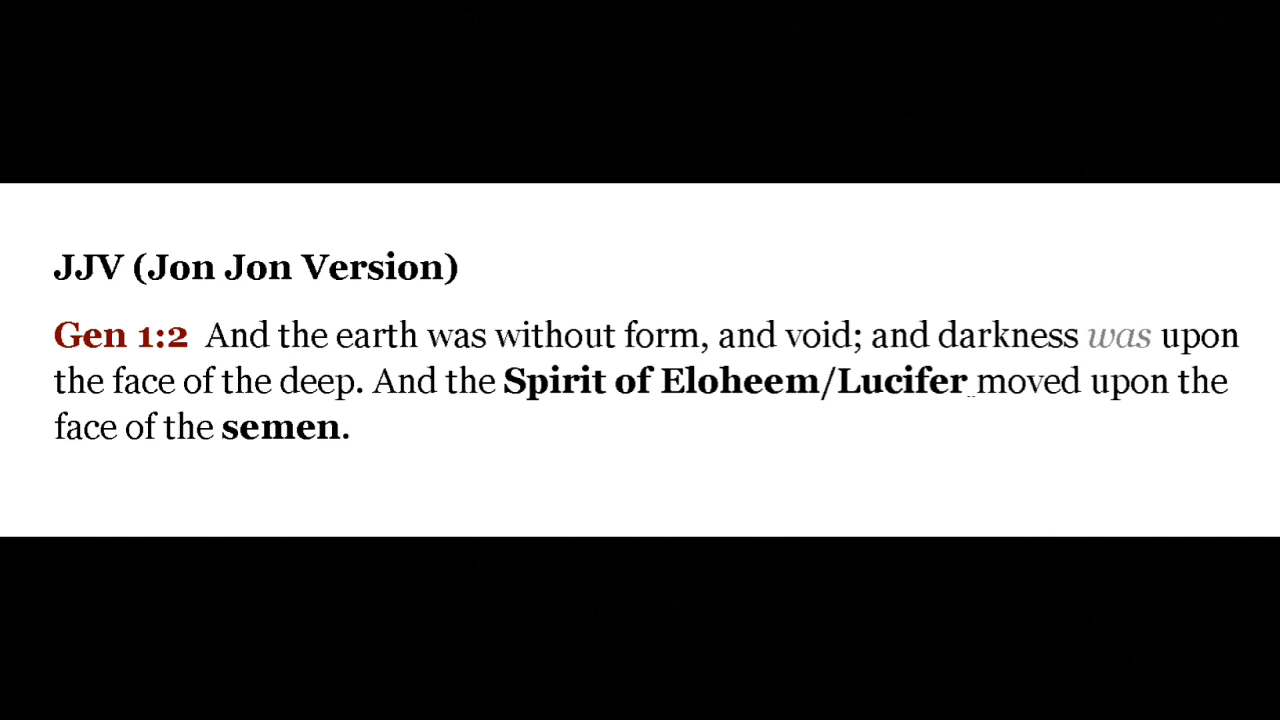 JJV (Jon Jon Version)
Gen 1:2 And the earth was without form, and void; and darkness was upon
the face of the deep. And the Spirit of Eloheem/Lucifer moved upon the
face of the semen.